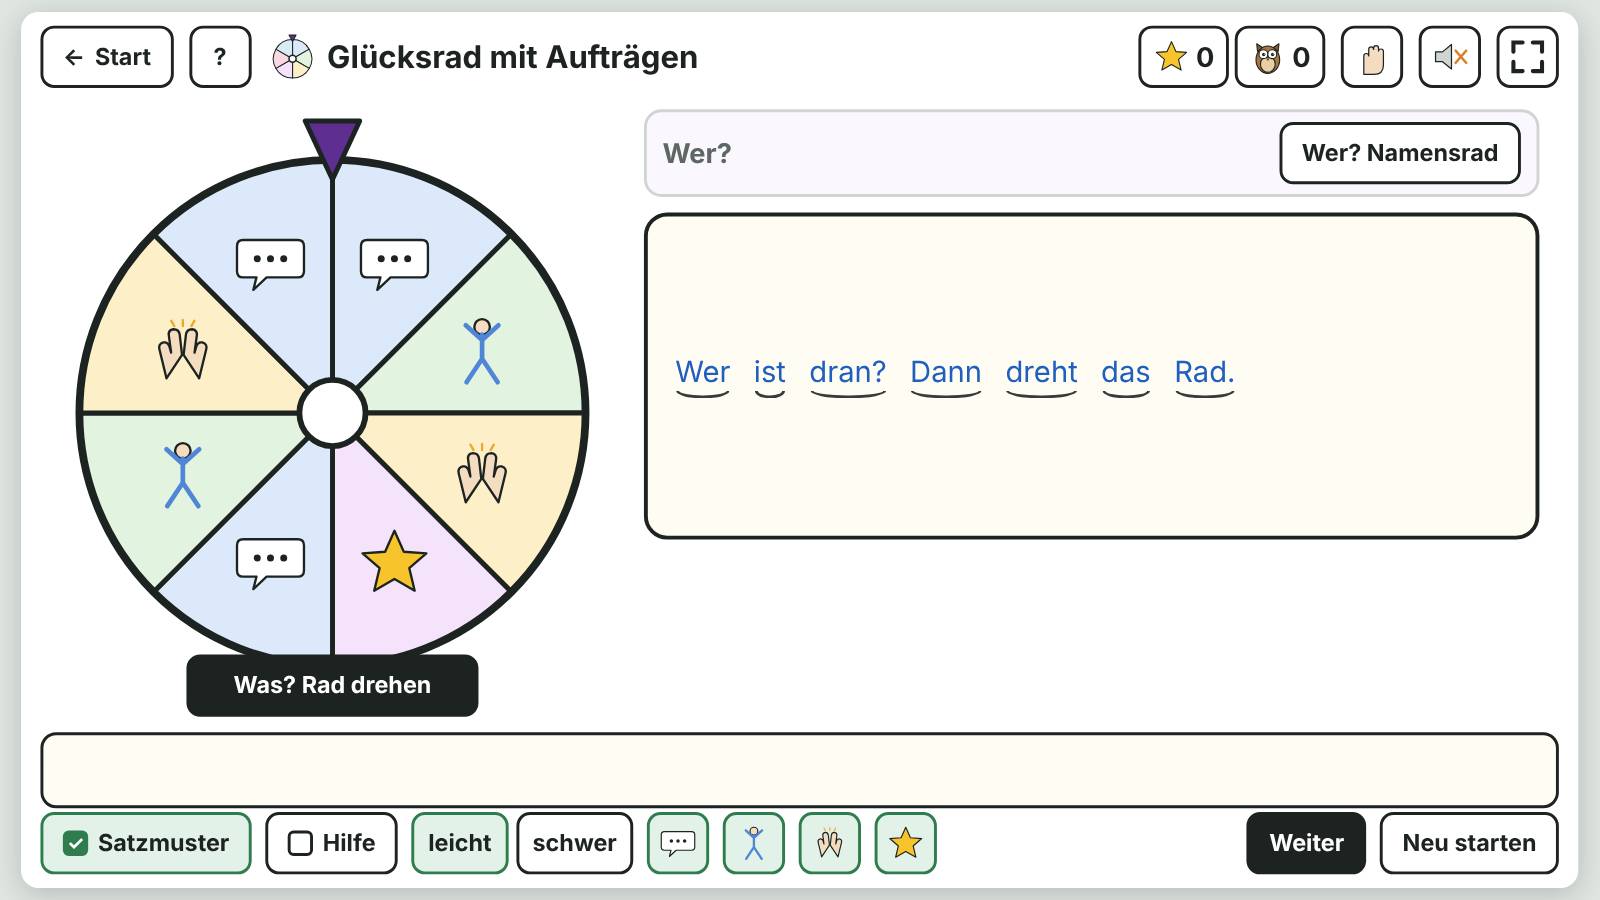 ← Start
?
Glücksrad mit Aufträgen
0
0
Wer?
Wer? Namensrad
Wer ist dran? Dann dreht das Rad.
Was? Rad drehen
Satzmuster
Hilfe
leicht
schwer
Weiter
Neu starten